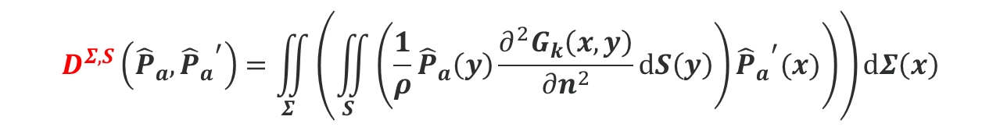 D^{Σ,S}(P̂_a, P̂_a′) = ∬_Σ (∬_S (1/ρ P̂_a(y) ∂²G_k(x,y)/∂n² dS(y)) P̂_a′(x))) dΣ(x)